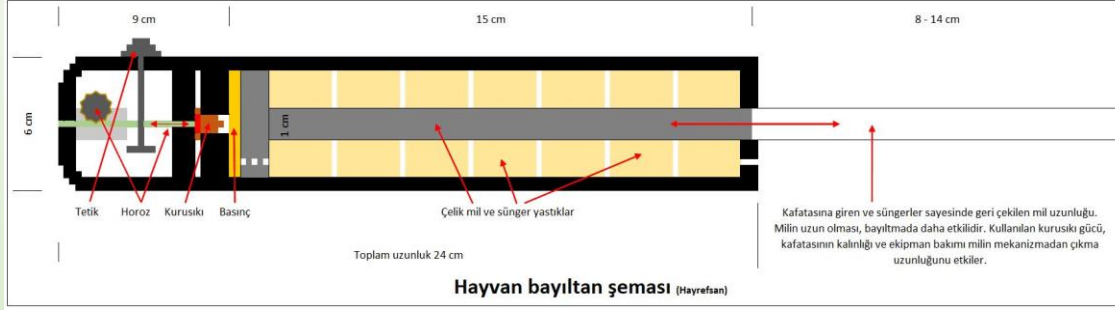 9 cm
15 cm
8 - 14 cm
6 cm
1 cm
Tetik
Horoz
Kurusıkı
Basınç
Çelik mil ve sünger yastıklar
Kafatasına giren ve süngerler sayesinde geri çekilen mil uzunluğu.
Milin uzun olması, bayıltmada daha etkilidir. Kullanılan kurusıkı gücü,
kafatasının kalınlığı ve ekipman bakımı milin mekanizmadan çıkma
uzunluğunu etkiler.
Toplam uzunluk 24 cm
Hayvan bayıltan şeması (Hayrefsan)